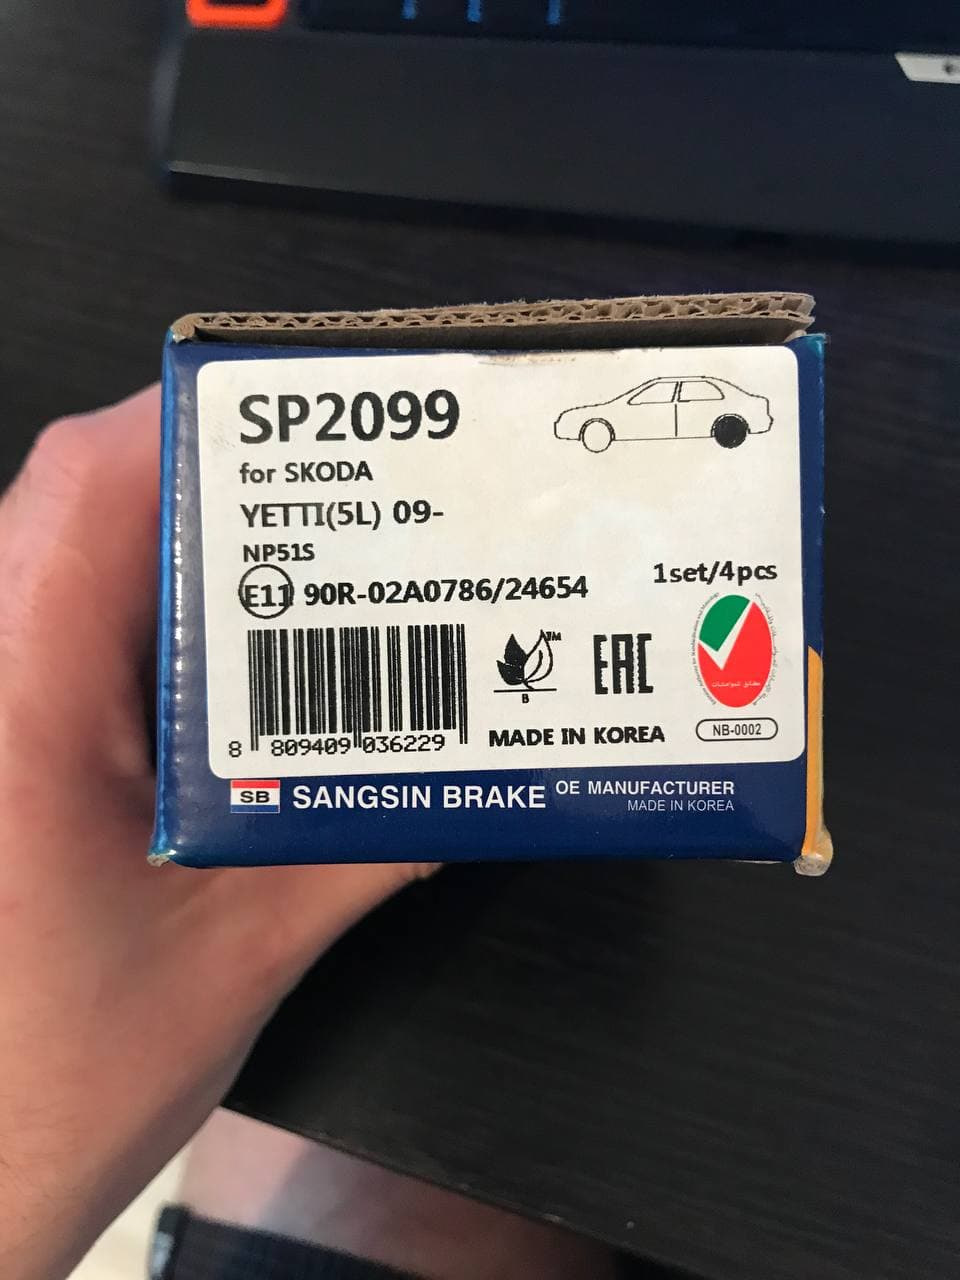 SP2099
for SKODA
YETTI(5L) 09-
NP51S
E11 90R-02A0786/24654
1set/4pcs
TM
B
EAC
MADE IN KOREA
NB-0002
8 809409 036229
SB SANGSIN BRAKE OE MANUFACTURER
MADE IN KOREA